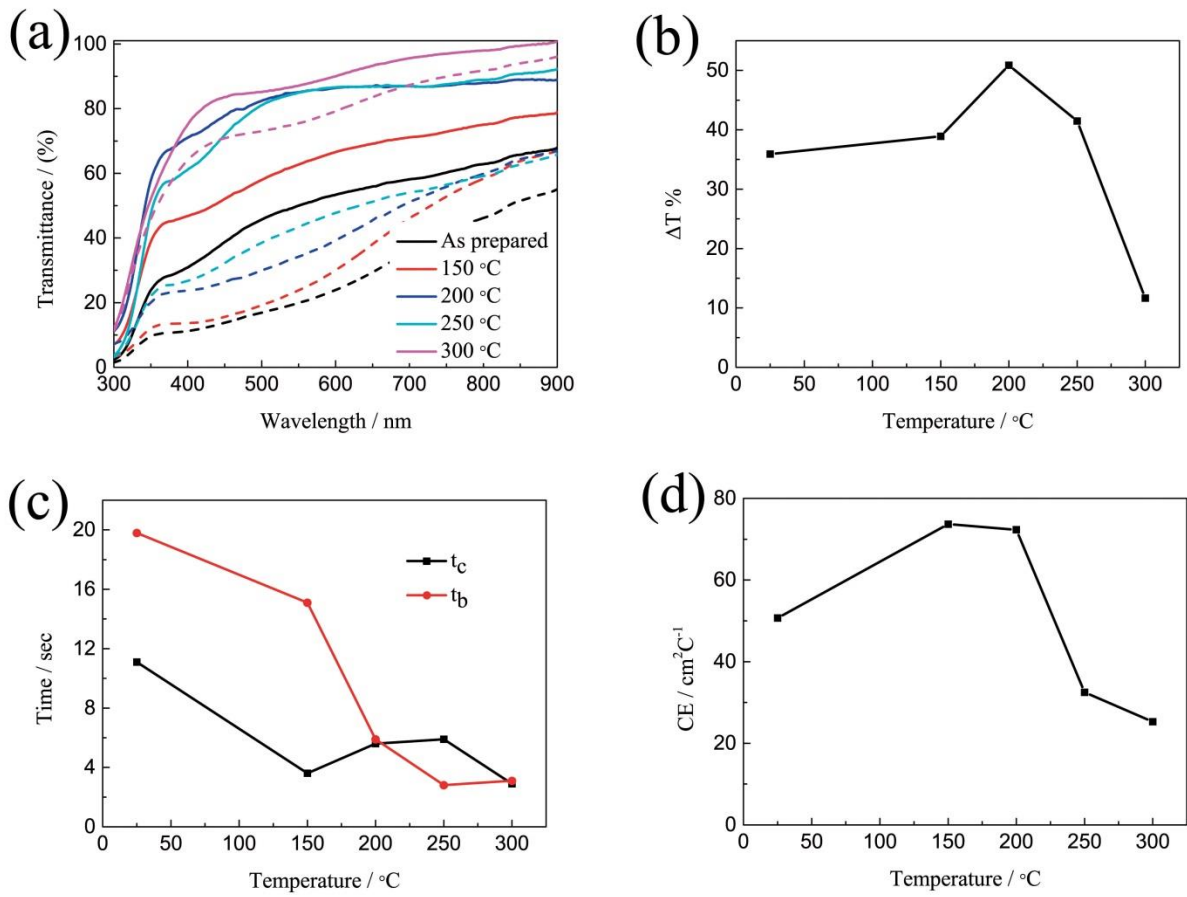 (a)
100
80
60
40
20
0
Transmittance / (%)
As prepared
150 °C
200 °C
250 °C
300 °C
300 400 500 600 700 800 900
Wavelength / nm
(b)
50
40
30
20
10
0
ΔT %
0 50 100 150 200 250 300
Temperature / °C
(c)
20
16
12
8
4
0
Time / sec
tc
tb
0 50 100 150 200 250 300
Temperature / °C
(d)
80
60
40
20
0
CE / cm²C⁻¹
0 50 100 150 200 250 300
Temperature / °C